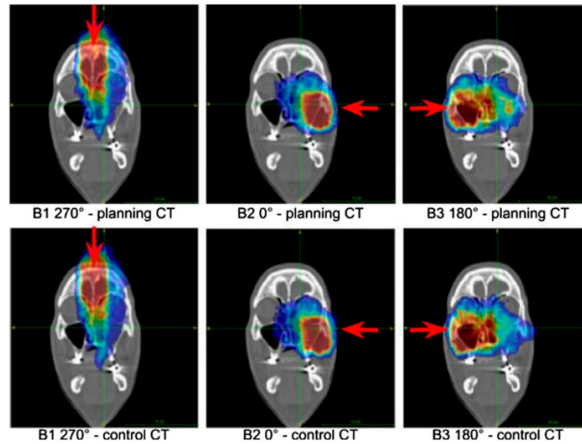 B1 270° - planning CT
B2 0° - planning CT
B3 180° - planning CT
B1 270° - control CT
B2 0° - control CT
B3 180° - control CT